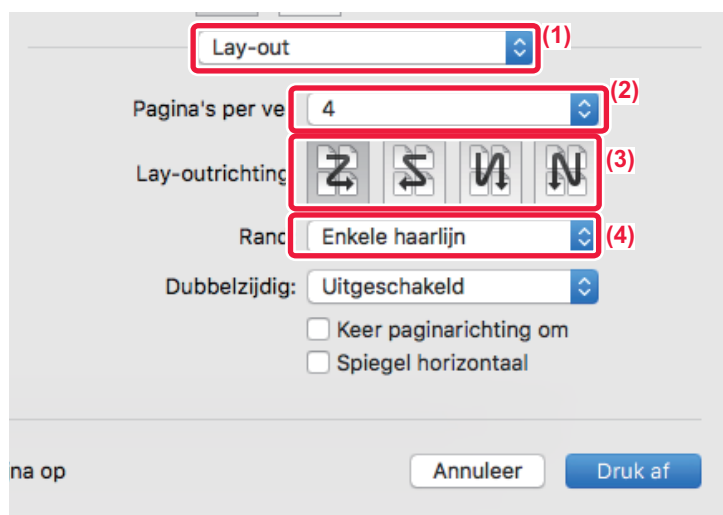 Lay-out (1)
Pagina's per ve 4 (2)
Lay-outrichting (3)
Rand Enkele haarlijn (4)
Dubbelzijdig: Uitgeschakeld
Keer paginarichting om
Spiegel horizontaal
na op Annuleer Druk af